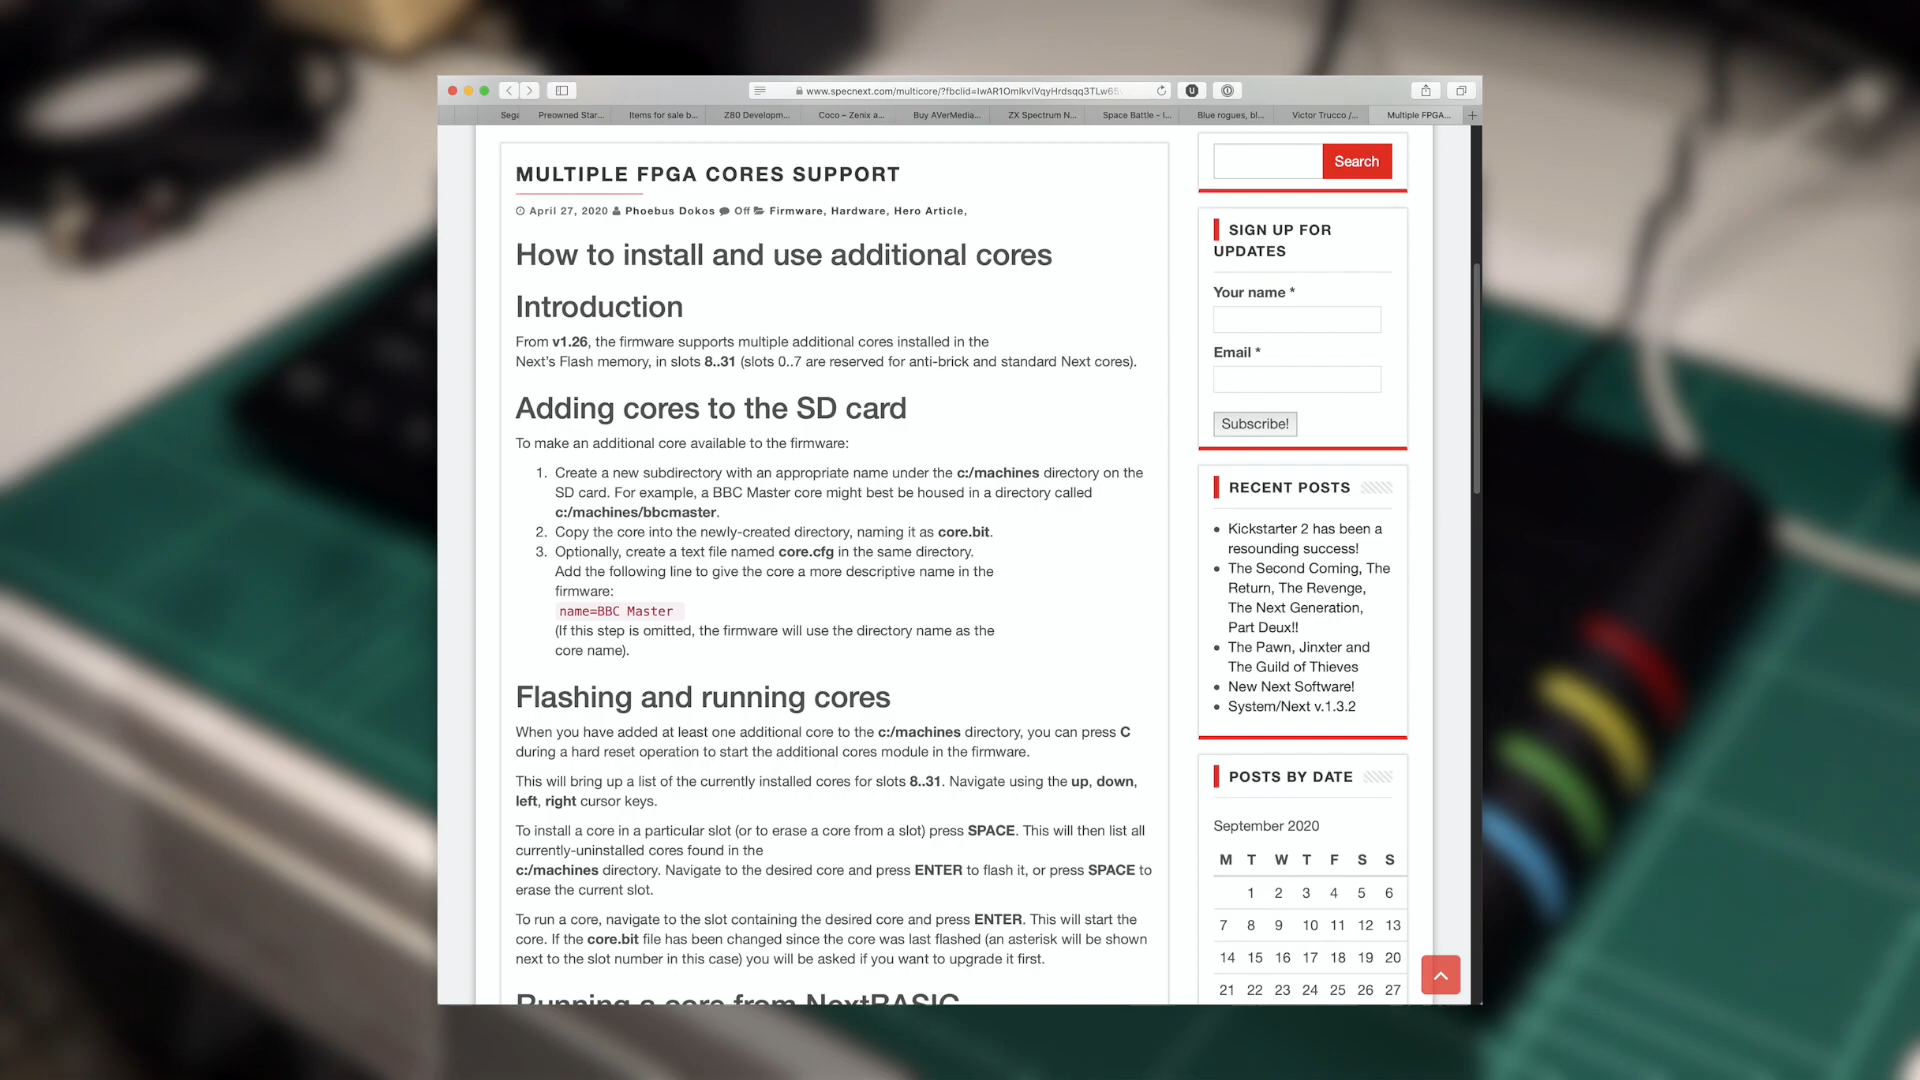 www.specnext.com/multicore/?fbclid=IwAR1OmlkvlVqyHrdsqq3TLw65
Sega Preowned Star... Items for sale b... Z80 Developm... Coco – Zenix a... Buy AVerMedia... ZX Spectrum N... Space Battle – I... Blue rogues, bl... Victor Trucco /... Multiple FPGA...
MULTIPLE FPGA CORES SUPPORT
April 27, 2020 Phoebus Dokos Off Firmware, Hardware, Hero Article,
How to install and use additional cores
Introduction
From v1.26, the firmware supports multiple additional cores installed in the
Next's Flash memory, in slots 8..31 (slots 0..7 are reserved for anti-brick and standard Next cores).
Adding cores to the SD card
To make an additional core available to the firmware:
1. Create a new subdirectory with an appropriate name under the c:/machines directory on the
SD card. For example, a BBC Master core might best be housed in a directory called
c:/machines/bbcmaster.
2. Copy the core into the newly-created directory, naming it as core.bit.
3. Optionally, create a text file named core.cfg in the same directory.
Add the following line to give the core a more descriptive name in the
firmware:
name=BBC Master
(If this step is omitted, the firmware will use the directory name as the
core name).
Flashing and running cores
When you have added at least one additional core to the c:/machines directory, you can press C
during a hard reset operation to start the additional cores module in the firmware.
This will bring up a list of the currently installed cores for slots 8..31. Navigate using the up, down,
left, right cursor keys.
To install a core in a particular slot (or to erase a core from a slot) press SPACE. This will then list all
currently-uninstalled cores found in the
c:/machines directory. Navigate to the desired core and press ENTER to flash it, or press SPACE to
erase the current slot.
To run a core, navigate to the slot containing the desired core and press ENTER. This will start the
core. If the core.bit file has been changed since the core was last flashed (an asterisk will be shown
next to the slot number in this case) you will be asked if you want to upgrade it first.
Running a core from NextBASIC
Search
SIGN UP FOR
UPDATES
Your name *
Email *
Subscribe!
RECENT POSTS
Kickstarter 2 has been a
resounding success!
The Second Coming, The
Return, The Revenge,
The Next Generation,
Part Deux!!
The Pawn, Jinxter and
The Guild of Thieves
New Next Software!
System/Next v.1.3.2
POSTS BY DATE
September 2020
M T W T F S S
1 2 3 4 5 6
7 8 9 10 11 12 13
14 15 16 17 18 19 20
21 22 23 24 25 26 27